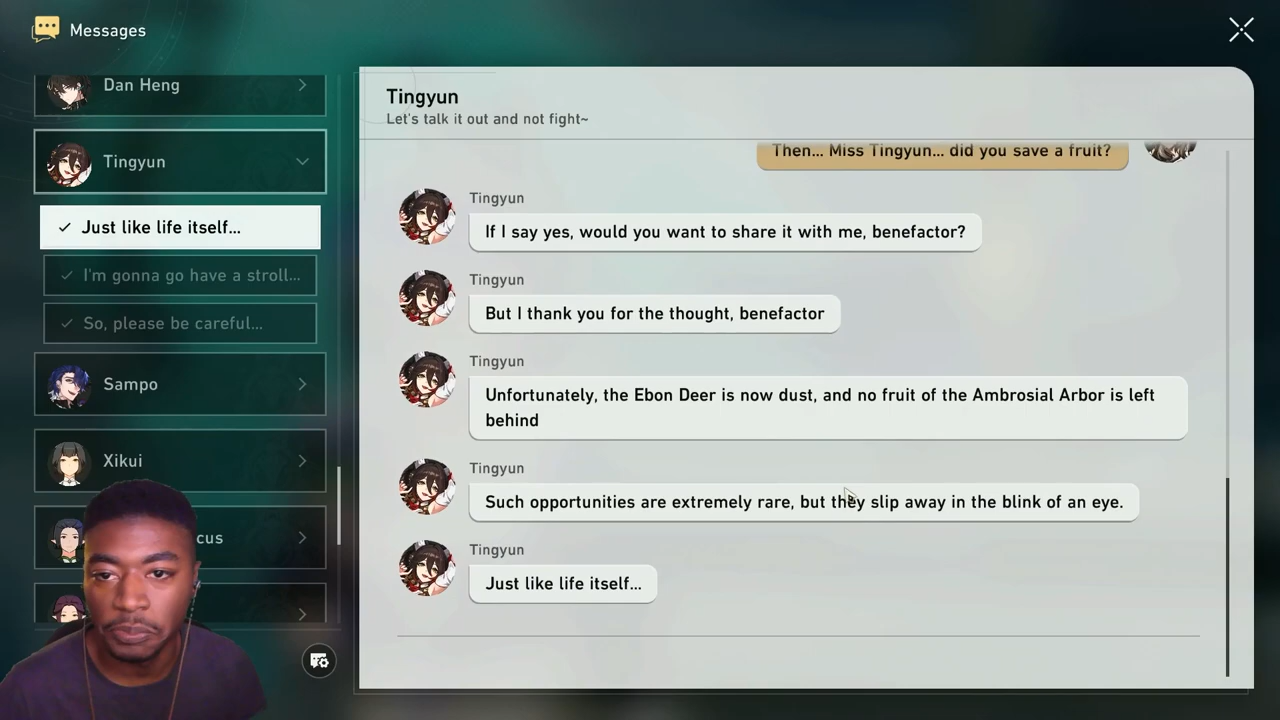 Messages
Dan Heng
Tingyun
Just like life itself...
I'm gonna go have a stroll...
So, please be careful...
Sampo
Xikui
cus
Tingyun
Let's talk it out and not fight~
Then... Miss Tingyun... did you save a fruit?
Tingyun
If I say yes, would you want to share it with me, benefactor?
Tingyun
But I thank you for the thought, benefactor
Tingyun
Unfortunately, the Ebon Deer is now dust, and no fruit of the Ambrosial Arbor is left
behind
Tingyun
Such opportunities are extremely rare, but they slip away in the blink of an eye.
Tingyun
Just like life itself...